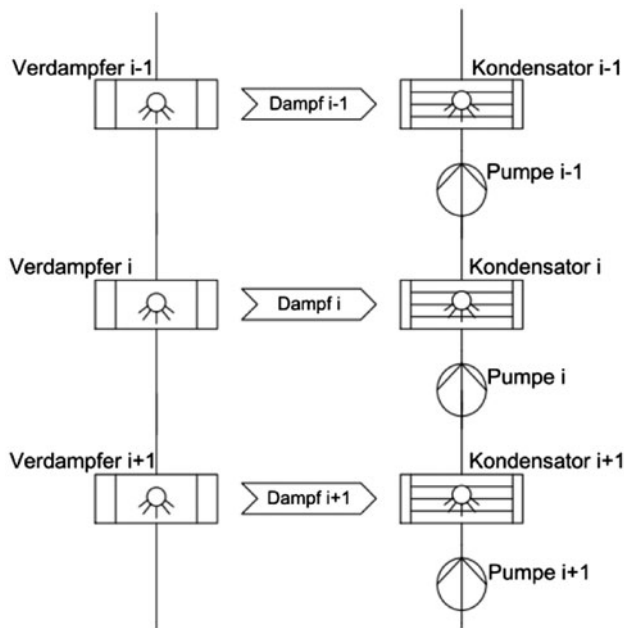 Verdampfer i-1
Kondensator i-1
Dampf i-1
Pumpe i-1
Verdampfer i
Kondensator i
Dampf i
Pumpe i
Verdampfer i+1
Kondensator i+1
Dampf i+1
Pumpe i+1